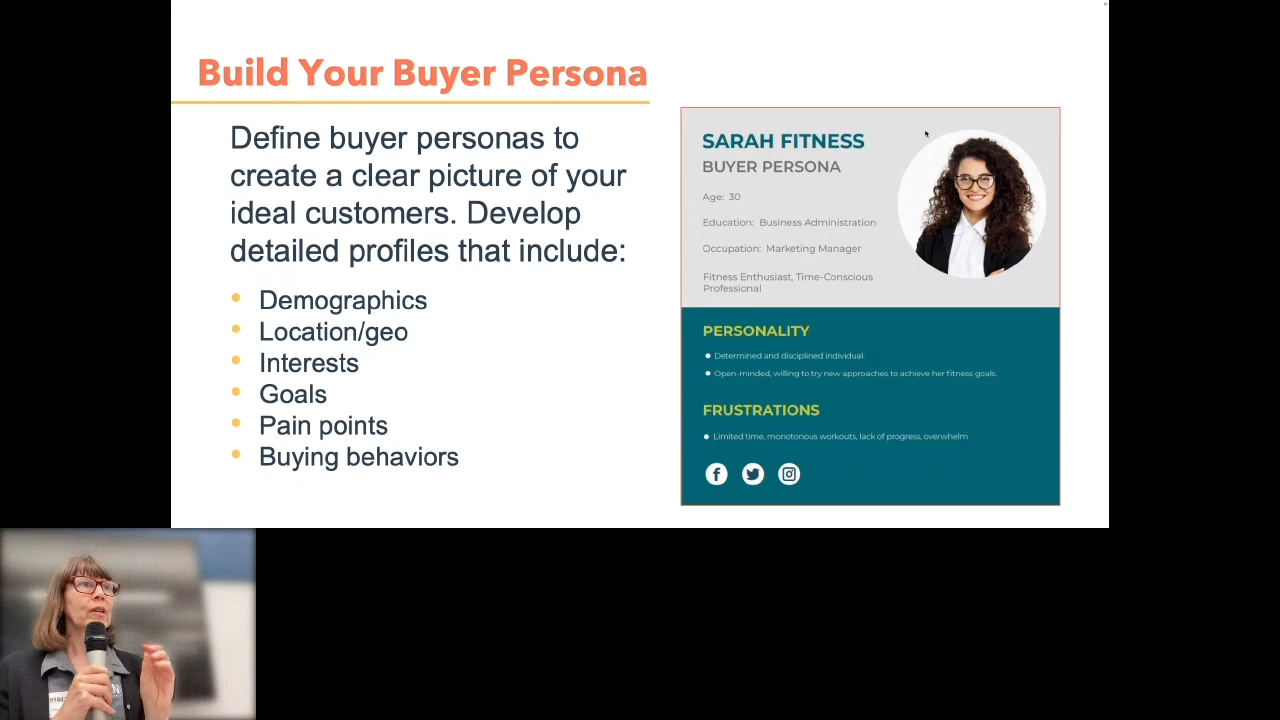 Build Your Buyer Persona
Define buyer personas to
create a clear picture of your
ideal customers. Develop
detailed profiles that include:
• Demographics
• Location/geo
• Interests
• Goals
• Pain points
• Buying behaviors
SARAH FITNESS
BUYER PERSONA
Age: 30
Education: Business Administration
Occupation: Marketing Manager
Fitness Enthusiast, Time-Conscious
Professional
PERSONALITY
• Determined and disciplined individual.
• Open-minded, willing to try new approaches to achieve her fitness goals.
FRUSTRATIONS
• Limited time, monotonous workouts, lack of progress, overwhelm